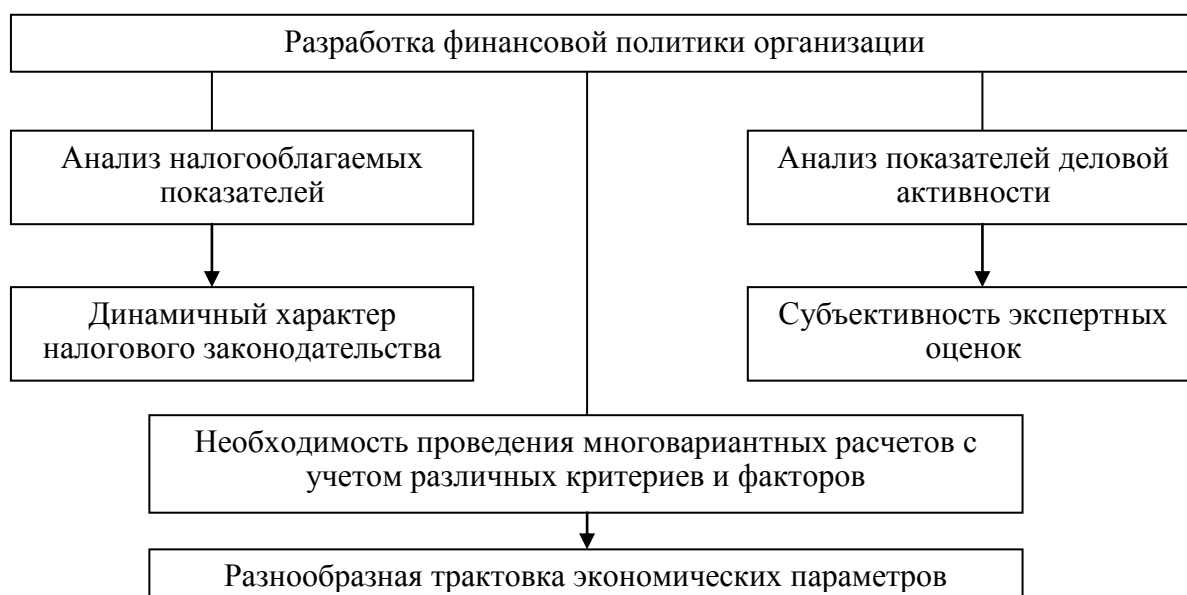 Разработка финансовой политики организации
Анализ налогооблагаемых
показателей
Анализ показателей деловой
активности
Динамичный характер
налогового законодательства
Субъективность экспертных
оценок
Необходимость проведения многовариантных расчетов с
учетом различных критериев и факторов
Разнообразная трактовка экономических параметров